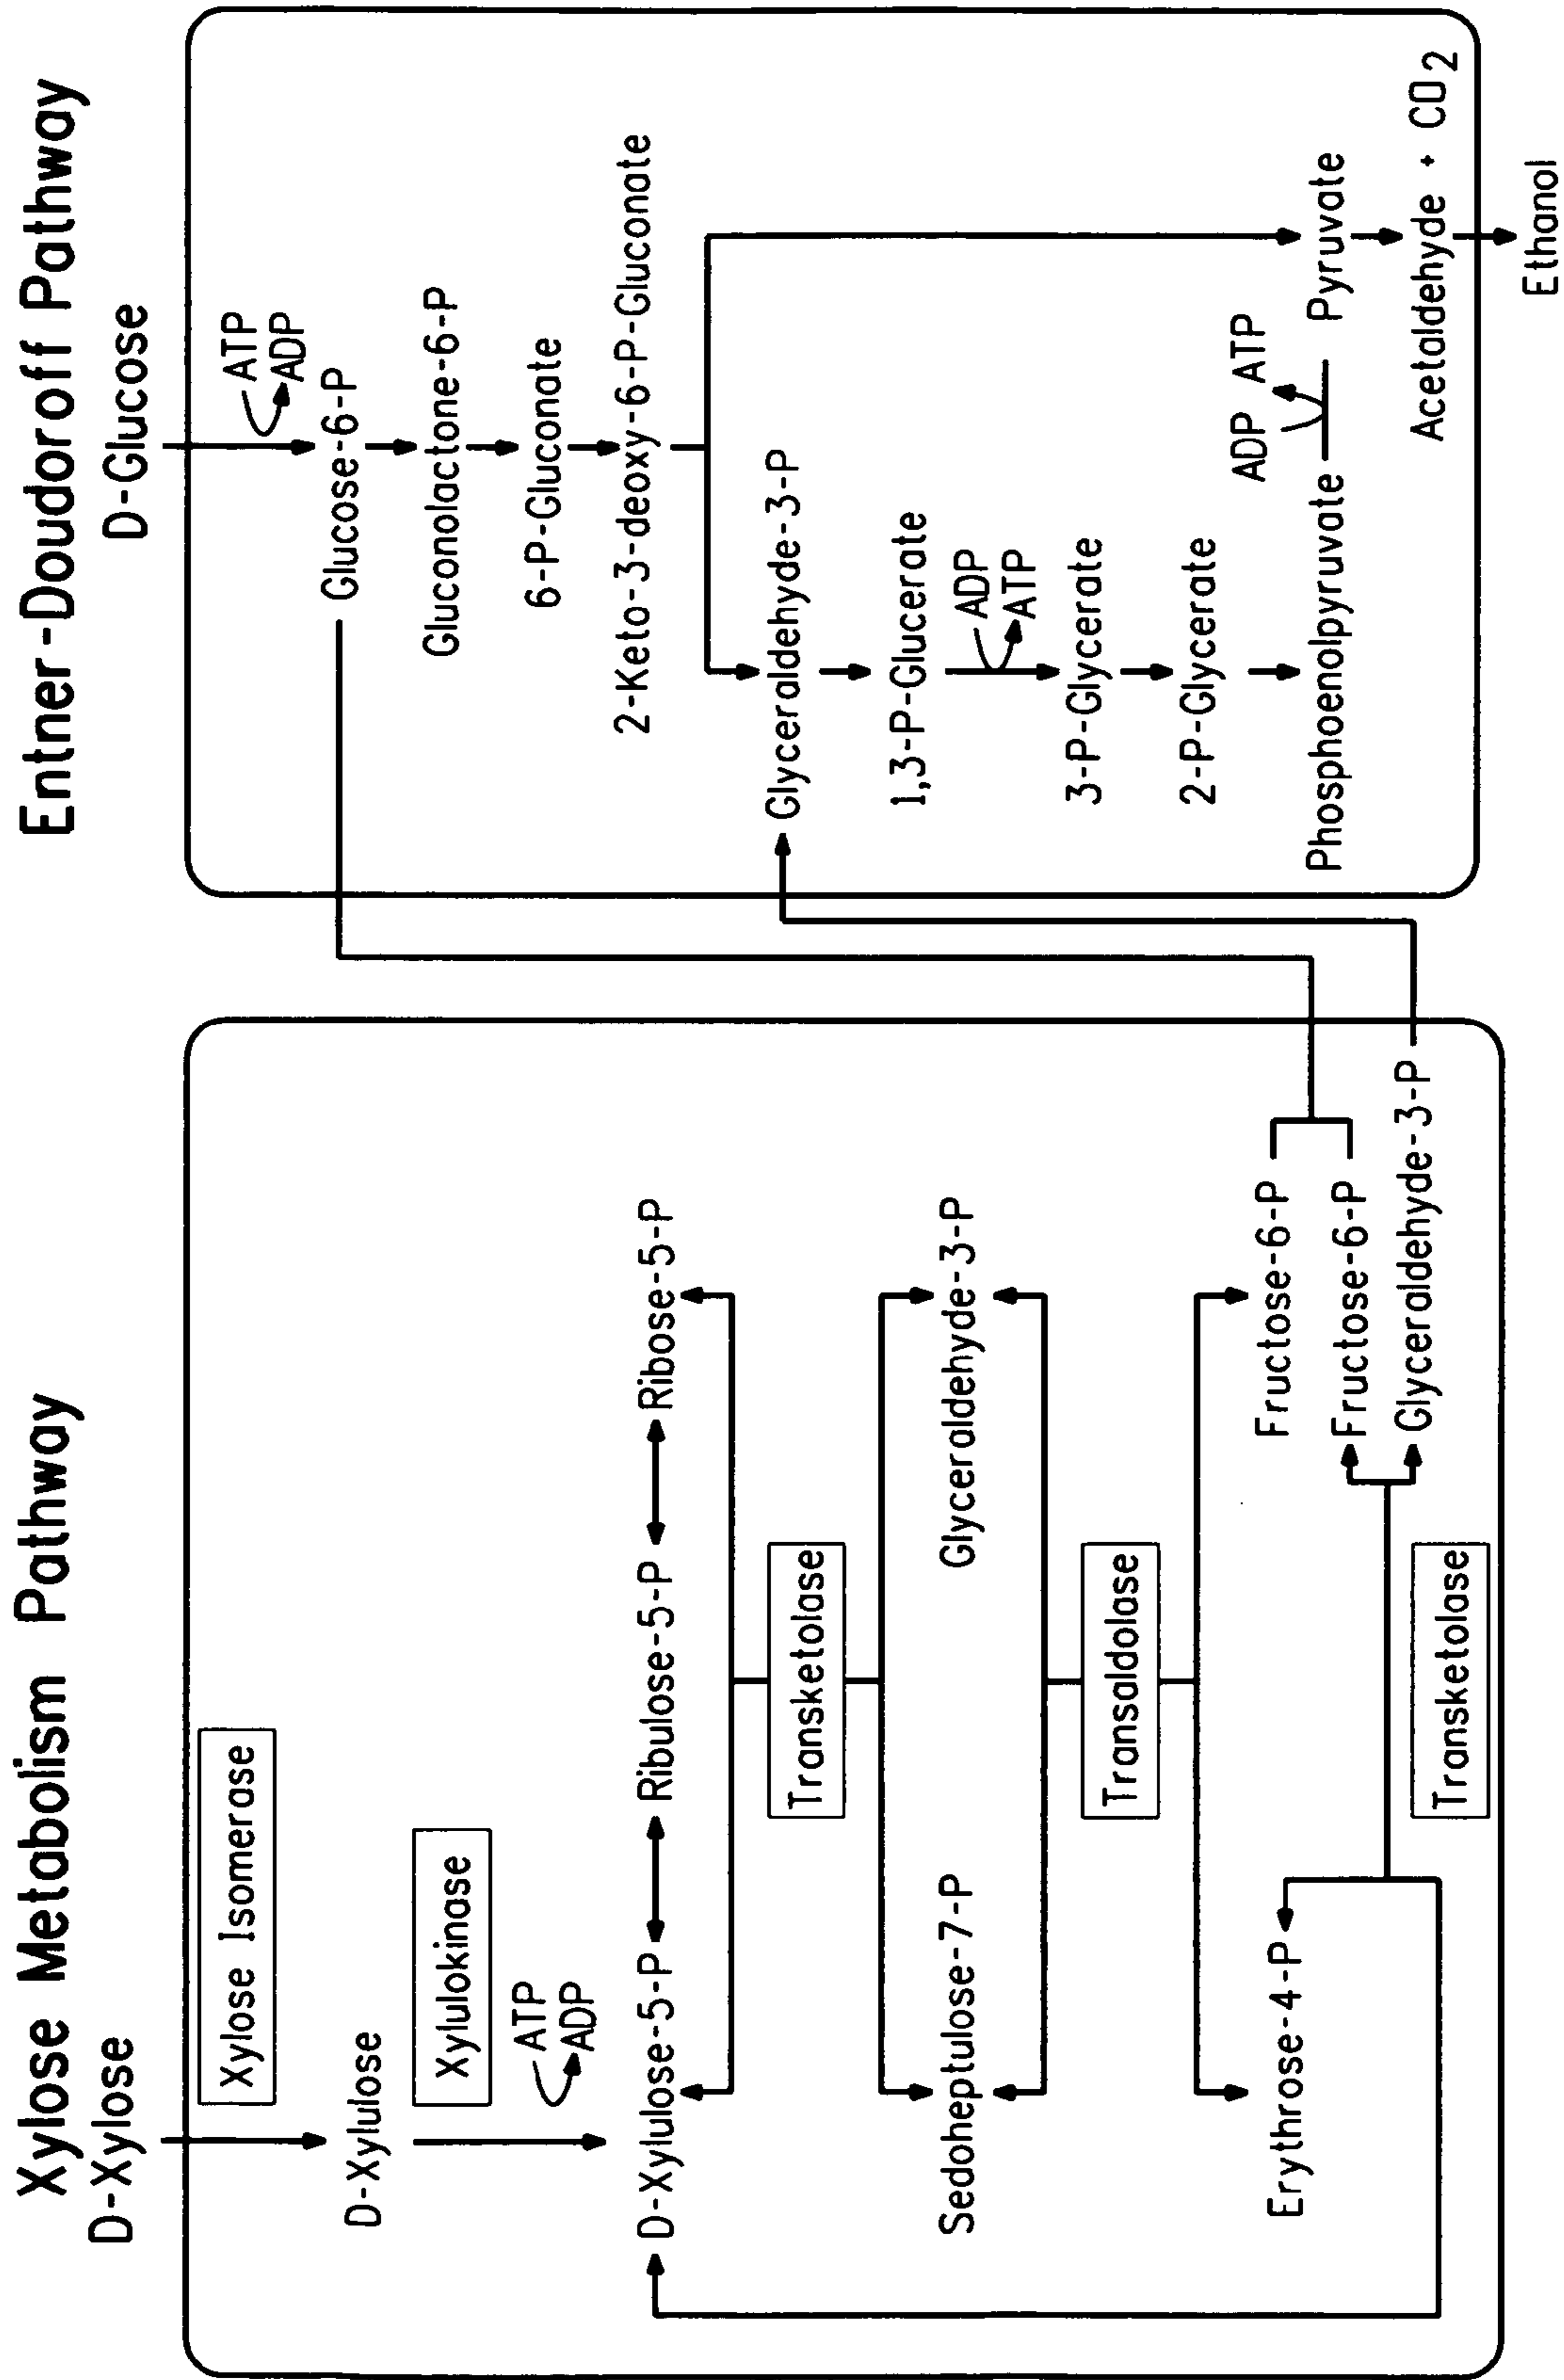 Xylose Metabolism Pathway
D-Xylose
Xylose Isomerase
D-Xylulose
Xylulokinase
ATP
ADP
D-Xylulose-5-P
Ribulose-5-P
Ribose-5-P
Transketolase
Sedoheptulose-7-P
Glyceraldehyde-3-P
Transaldolase
Erythrose-4-P
Fructose-6-P
Fructose-6-P
Glyceraldehyde-3-P
Transketolase
Entner-Doudoroff Pathway
D-Glucose
ATP
ADP
Glucose-6-P
Gluconolactone-6-P
6-P-Gluconate
2-Keto-3-deoxy-6-P-Gluconate
Glyceraldehyde-3-P
1,3-P-Glucerate
ADP
ATP
3-P-Glycerate
2-P-Glycerate
ADP ATP
Phosphoenolpyruvate
Pyruvate
Acetaldehyde + CO2
Ethanol